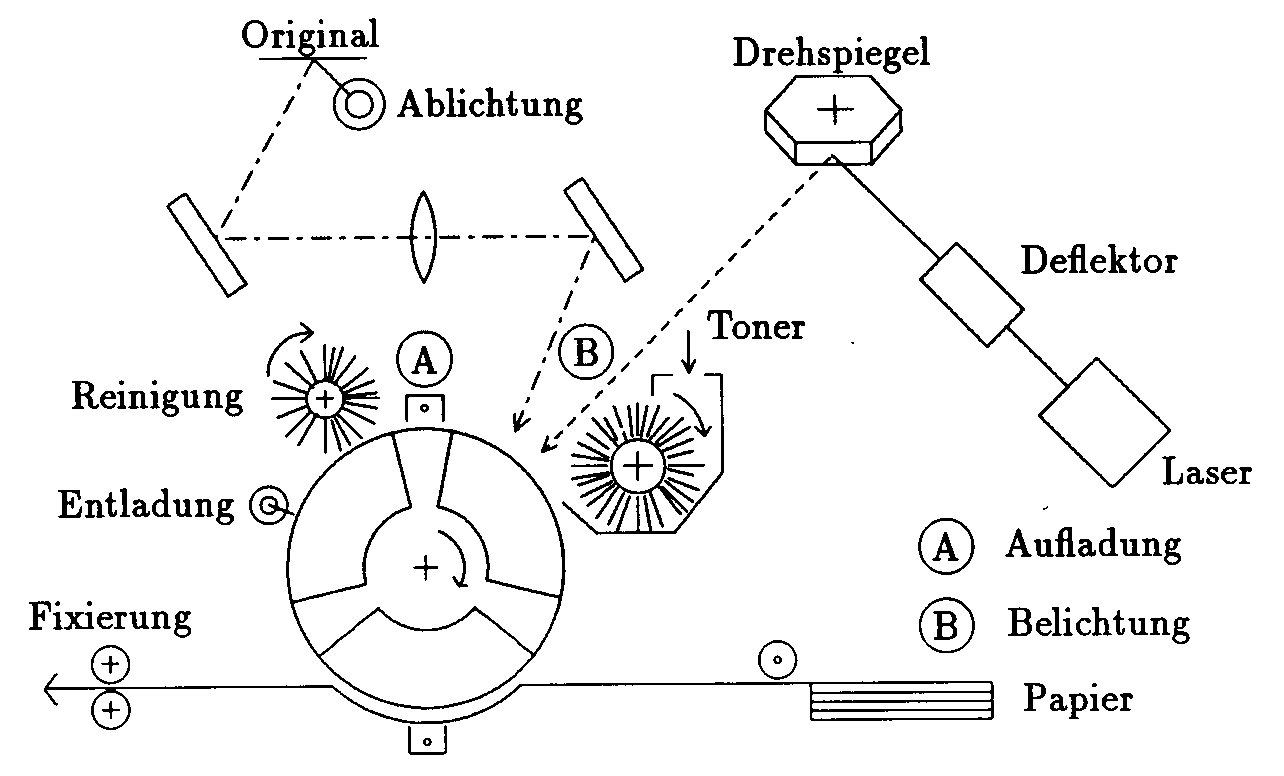 Original
Drehspiegel
Ablichtung
Deflektor
Toner
A
B
Reinigung
Laser
Entladung
A Aufladung
Fixierung
B Belichtung
Papier